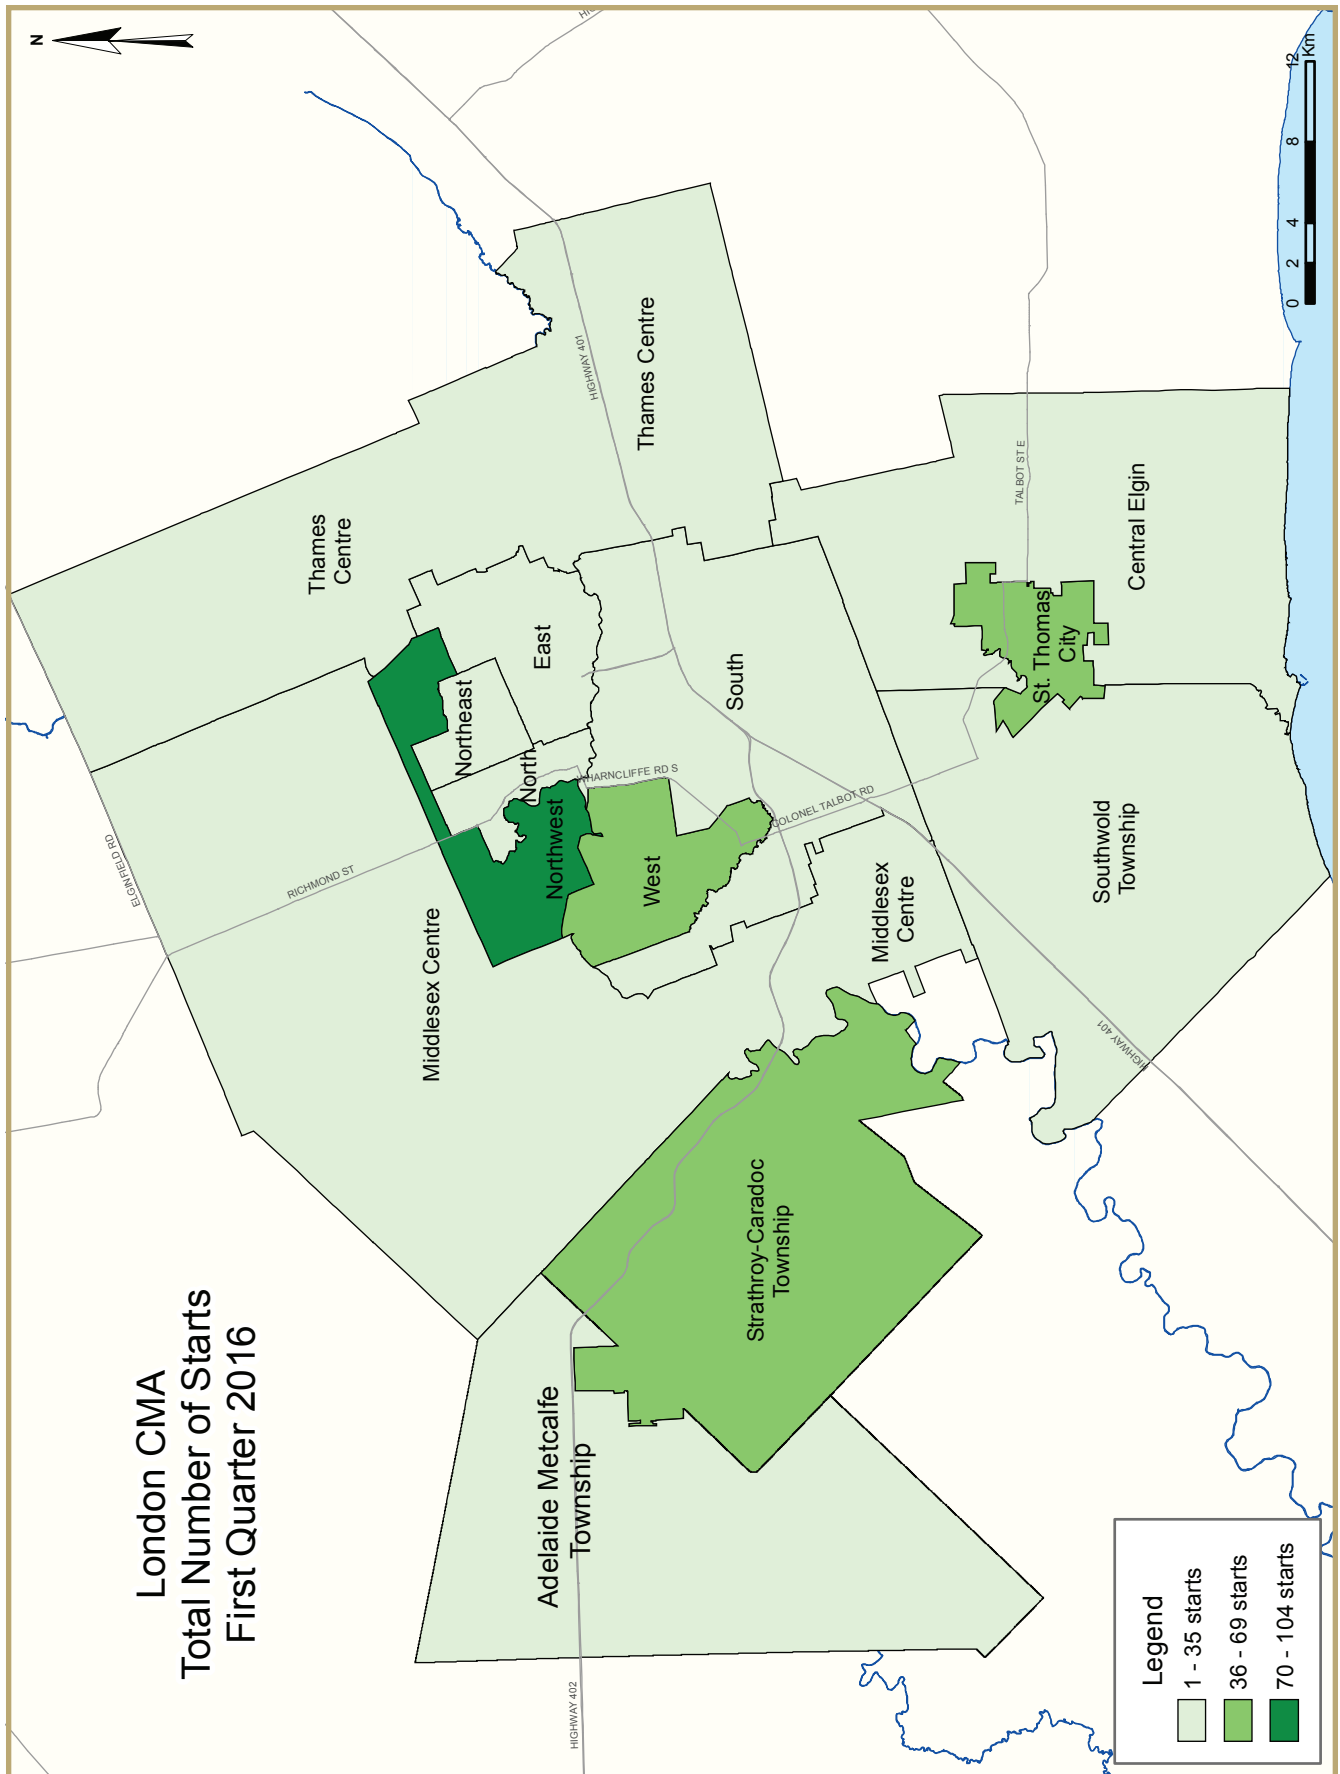 London CMA
Total Number of Starts
First Quarter 2016
N
ELGINFIELD RD
RICHMOND ST
Thames
Centre
Middlesex Centre
Northeast
North
East
Northwest
HIGHWAY 401
Thames Centre
WHARNCLIFFE RD S
West
South
Adelaide Metcalfe
Township
HIGHWAY 402
Strathroy-Caradoc
Township
COLONEL TALBOT RD
Middlesex
Centre
TALBOT ST E
St. Thomas
City
Central Elgin
Southwold
Township
HIGHWAY 401
Legend
1 - 35 starts
36 - 69 starts
70 - 104 starts
0 2 4 8 12
Km